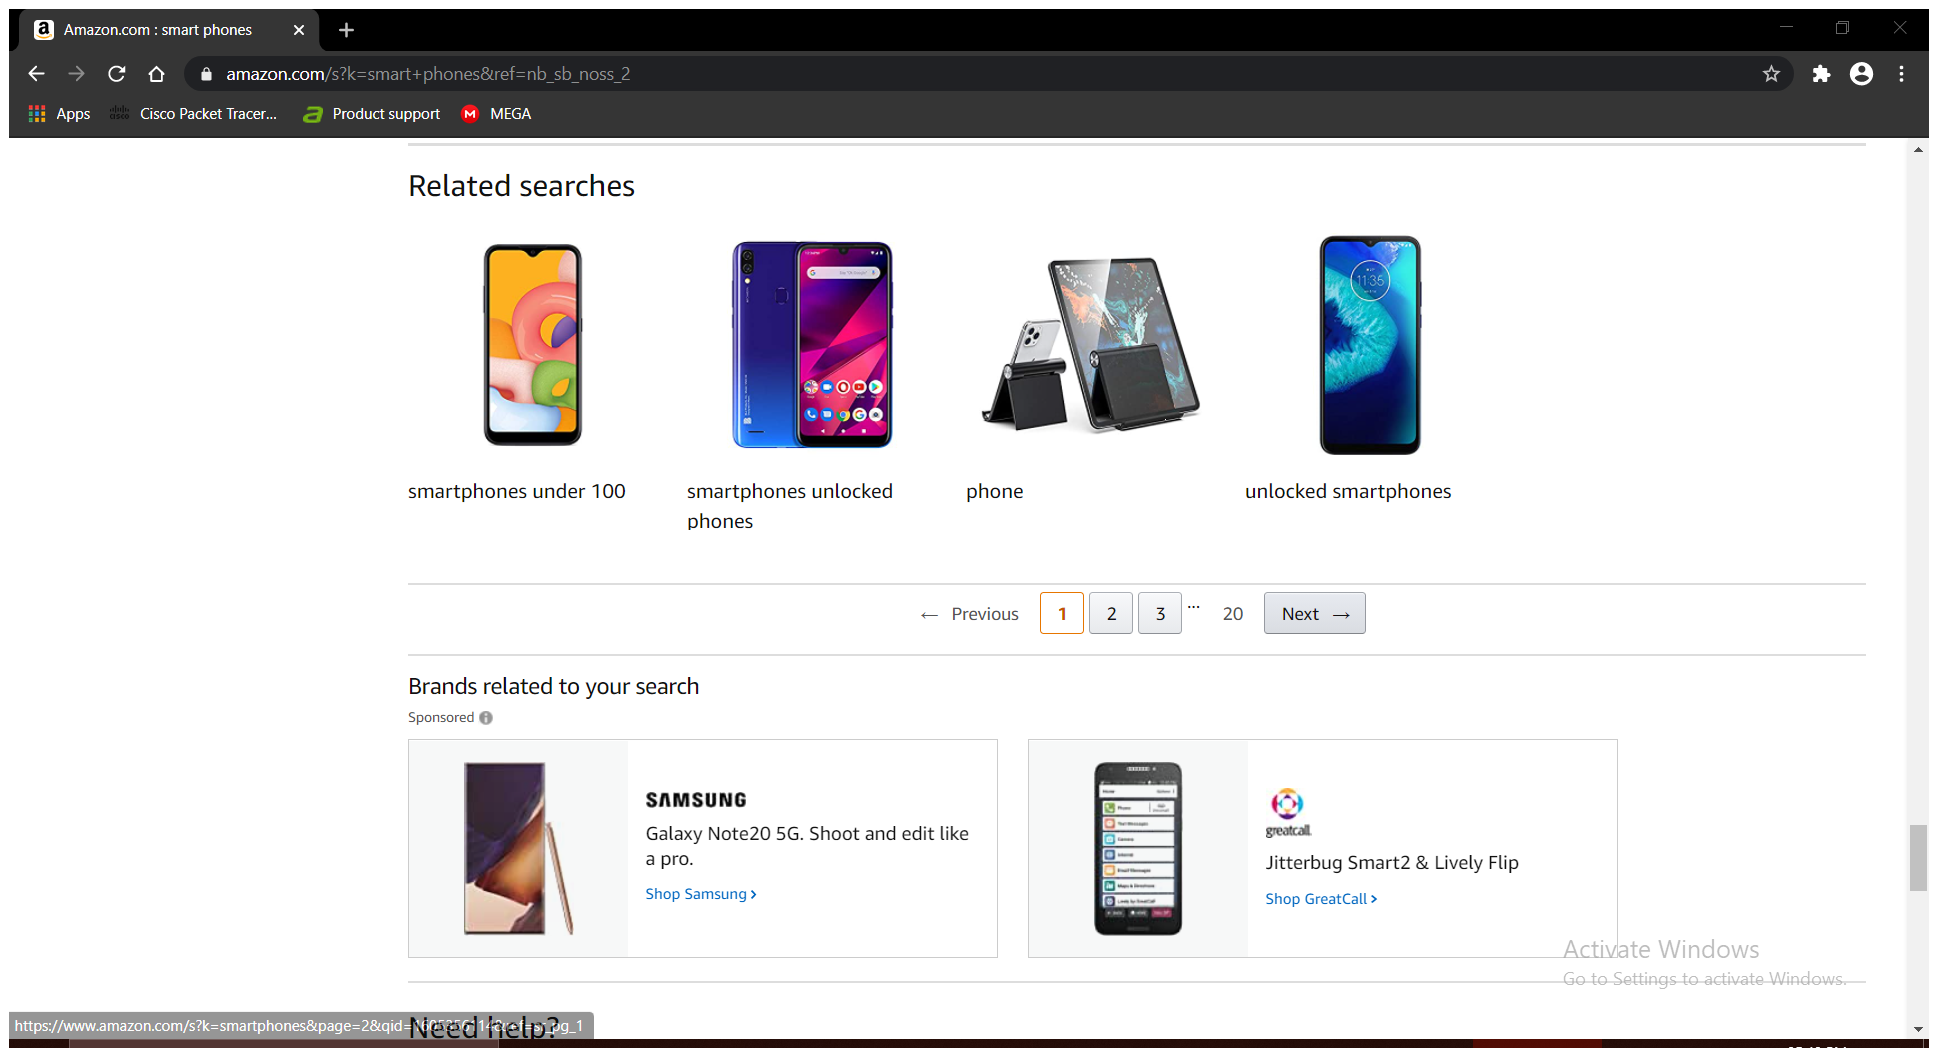 Amazon.com : smart phones
amazon.com/s?k=smart+phones&ref=nb_sb_noss_2
Apps Cisco Packet Tracer... Product support MEGA
Related searches
smartphones under 100
smartphones unlocked phones
phone
unlocked smartphones
← Previous 1 2 3 ... 20 Next →
Brands related to your search
Sponsored
SAMSUNG
Galaxy Note20 5G. Shoot and edit like
a pro.
Shop Samsung ›
greatcall.
Jitterbug Smart2 & Lively Flip
Shop GreatCall ›
Activate Windows
Go to Settings to activate Windows.
Need help?
https://www.amazon.com/s?k=smartphones&page=2&qid=